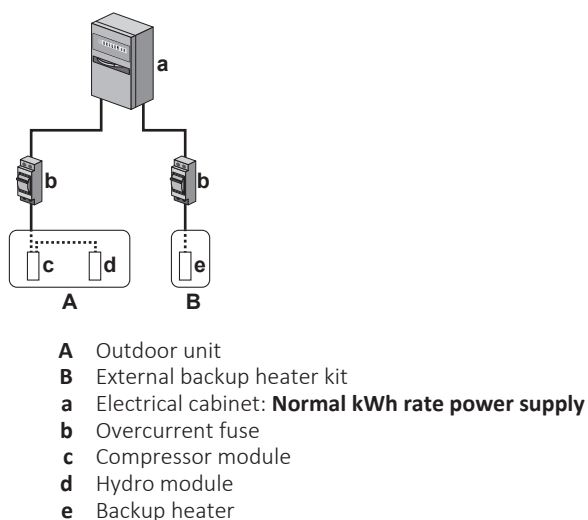 a
b b
c d e
A B
A Outdoor unit
B External backup heater kit
a Electrical cabinet: Normal kWh rate power supply
b Overcurrent fuse
c Compressor module
d Hydro module
e Backup heater